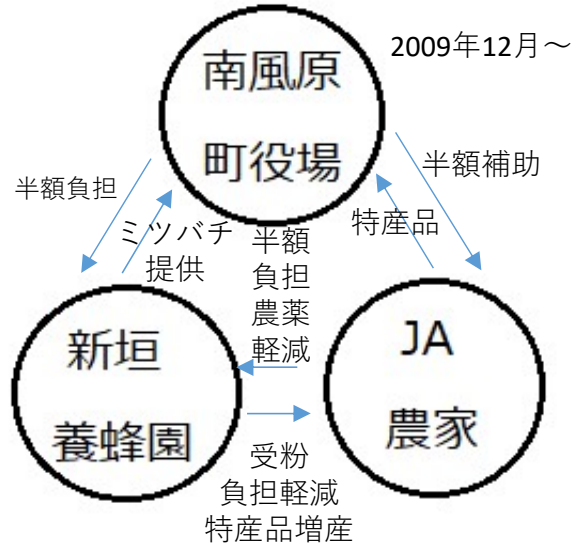 2009年12月～
南風原
町役場
半額負担
ミツバチ
提供
半額
負担
農薬
軽減
特産品
半額補助
新垣
養蜂園
JA
農家
受粉
負担軽減
特産品増産